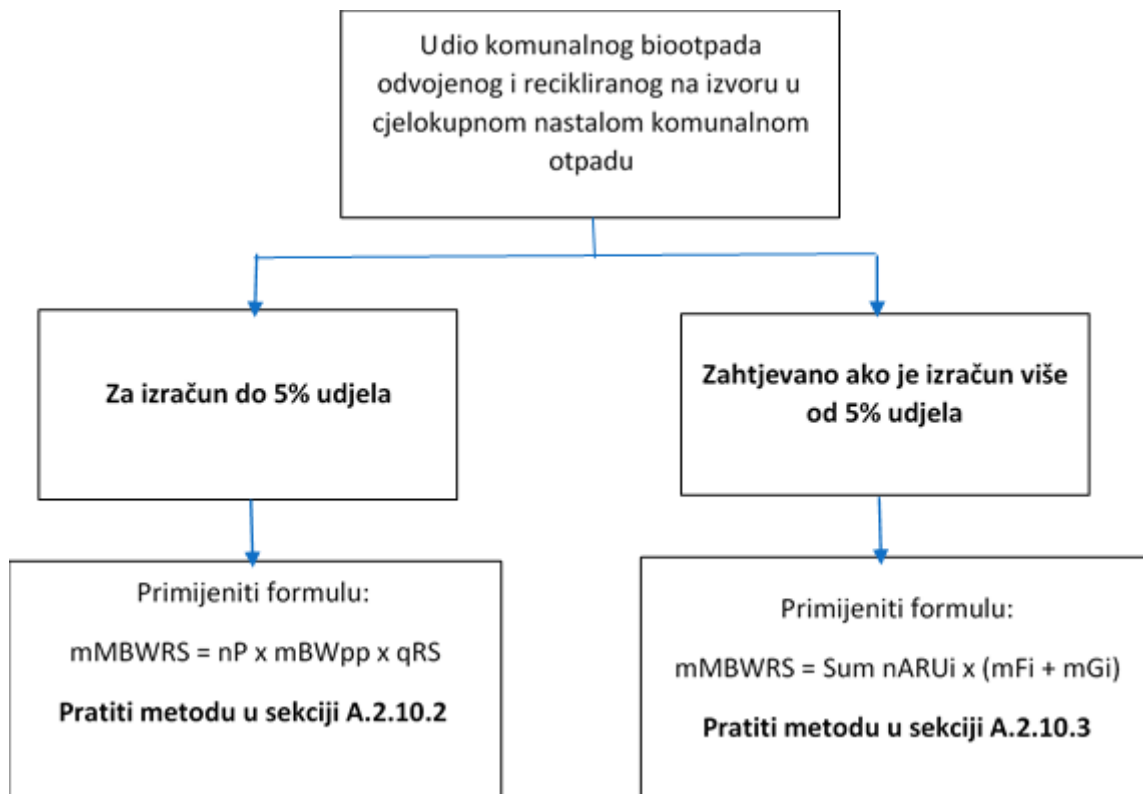 Udio komunalnog biootpada
odvojenog i recikliranog na izvoru u
cjelokupnom nastalom komunalnom
otpadu
Za izračun do 5% udjela
Zahtjevano ako je izračun više
od 5% udjela
Primijeniti formulu:
mMBWRS = nP x mBWpp x qRS
Pratiti metodu u sekciji A.2.10.2
Primijeniti formulu:
mMBWRS = Sum nARUi x (mFi + mGi)
Pratiti metodu u sekciji A.2.10.3